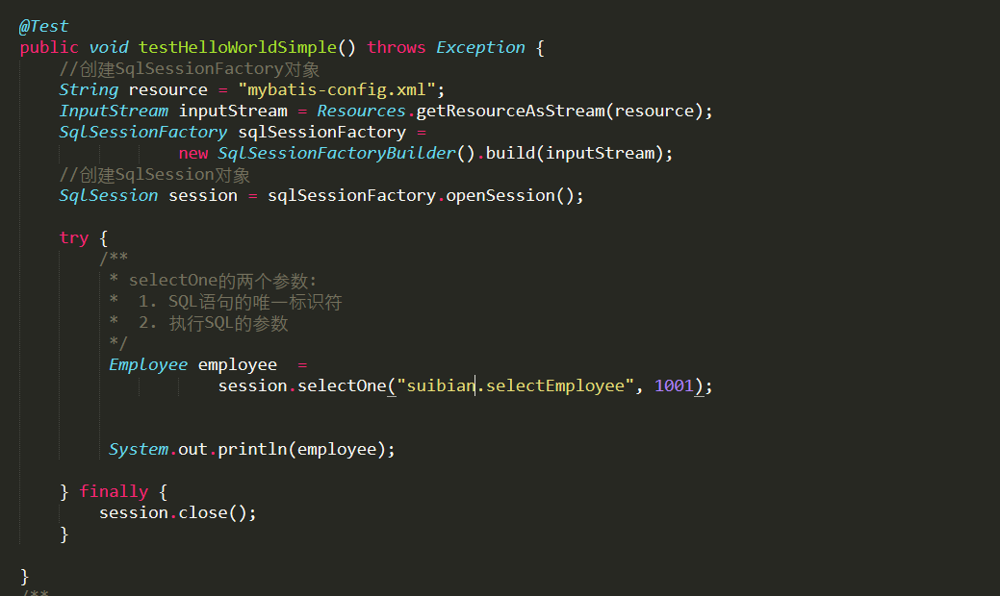 @Test
public void testHelloWorldSimple() throws Exception {
//创建SqlSessionFactory对象
String resource = "mybatis-config.xml";
InputStream inputStream = Resources.getResourceAsStream(resource);
SqlSessionFactory sqlSessionFactory =
new SqlSessionFactoryBuilder().build(inputStream);
//创建SqlSession对象
SqlSession session = sqlSessionFactory.openSession();
try {
/**
* selectOne的两个参数:
* 1. SQL语句的唯一标识符
* 2. 执行SQL的参数
*/
Employee employee =
session.selectOne("suibian.selectEmployee", 1001);
System.out.println(employee);
} finally {
session.close();
}
}
/**